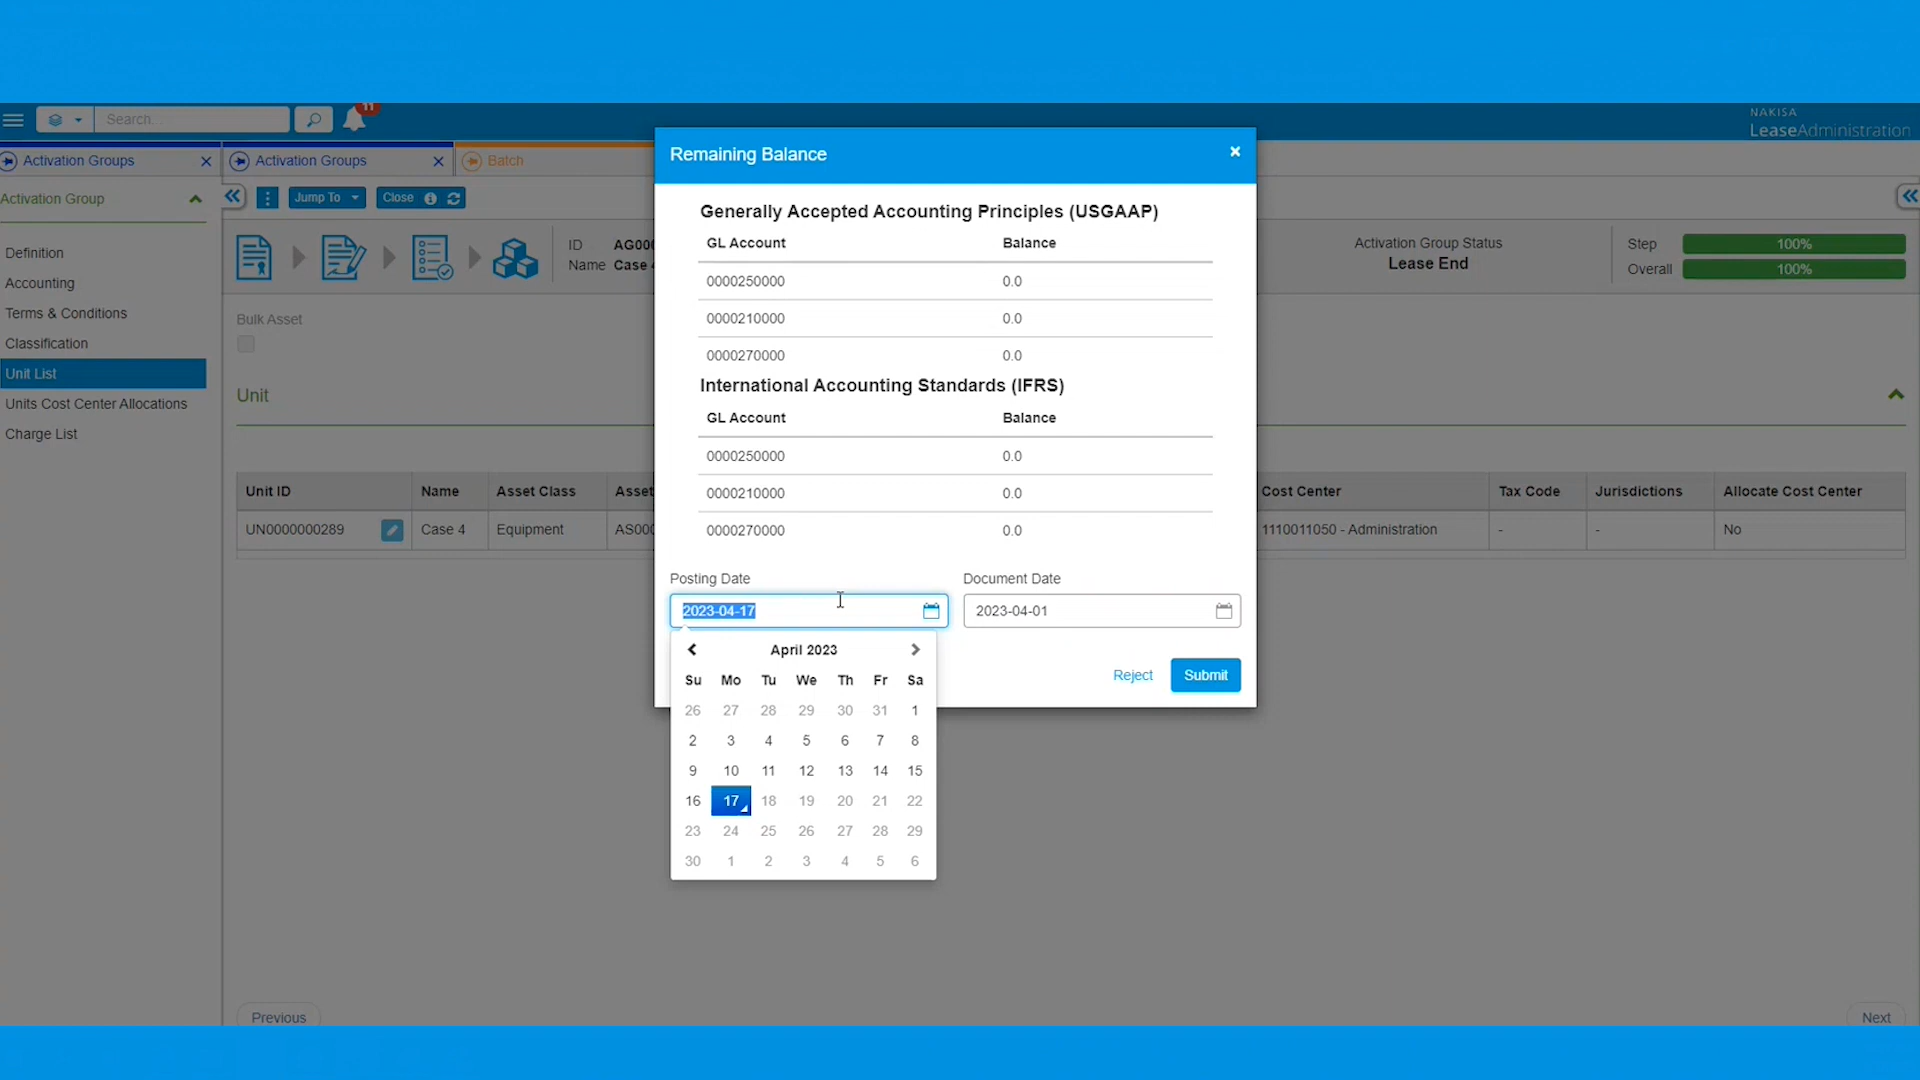 Search...
11
NAKISA
LeaseAdministration
Activation Groups
Activation Groups
Batch
Remaining Balance
Activation Group
Jump To
Close
Generally Accepted Accounting Principles (USGAAP)
GL Account Balance
0000250000 0.0
0000210000 0.0
0000270000 0.0
International Accounting Standards (IFRS)
GL Account Balance
0000250000 0.0
0000210000 0.0
0000270000 0.0
Definition
Accounting
Terms & Conditions
Classification
Unit List
Units Cost Center Allocations
Charge List
ID AG000
Name Case 4
Activation Group Status
Lease End
Step 100%
Overall 100%
Bulk Asset
Unit
Unit ID Name Asset Class Asset Cost Center Tax Code Jurisdictions Allocate Cost Center
UN0000000289 Case 4 Equipment AS000 1110011050 - Administration - - No
Posting Date Document Date
2023-04-17 2023-04-01
April 2023
Su Mo Tu We Th Fr Sa
26 27 28 29 30 31 1
2 3 4 5 6 7 8
9 10 11 12 13 14 15
16 17 18 19 20 21 22
23 24 25 26 27 28 29
30 1 2 3 4 5 6
Reject Submit
Previous
Next